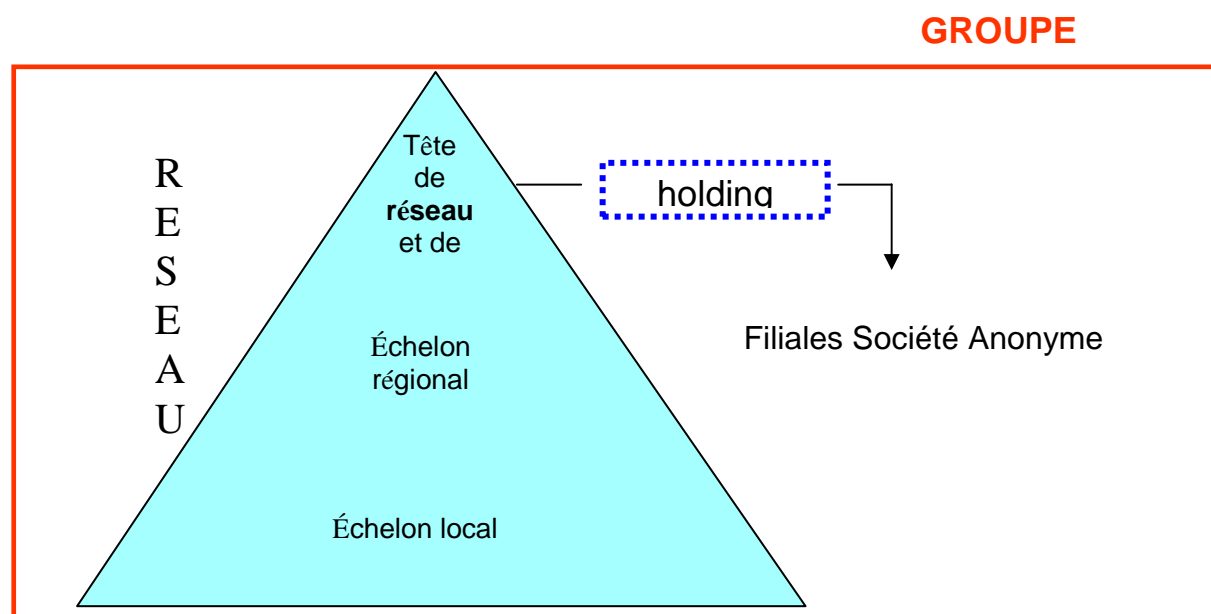 GROUPE
R
E
S
E
A
U
Tête
de
réseau
et de
holding
Filiales Société Anonyme
Échelon
régional
Échelon local